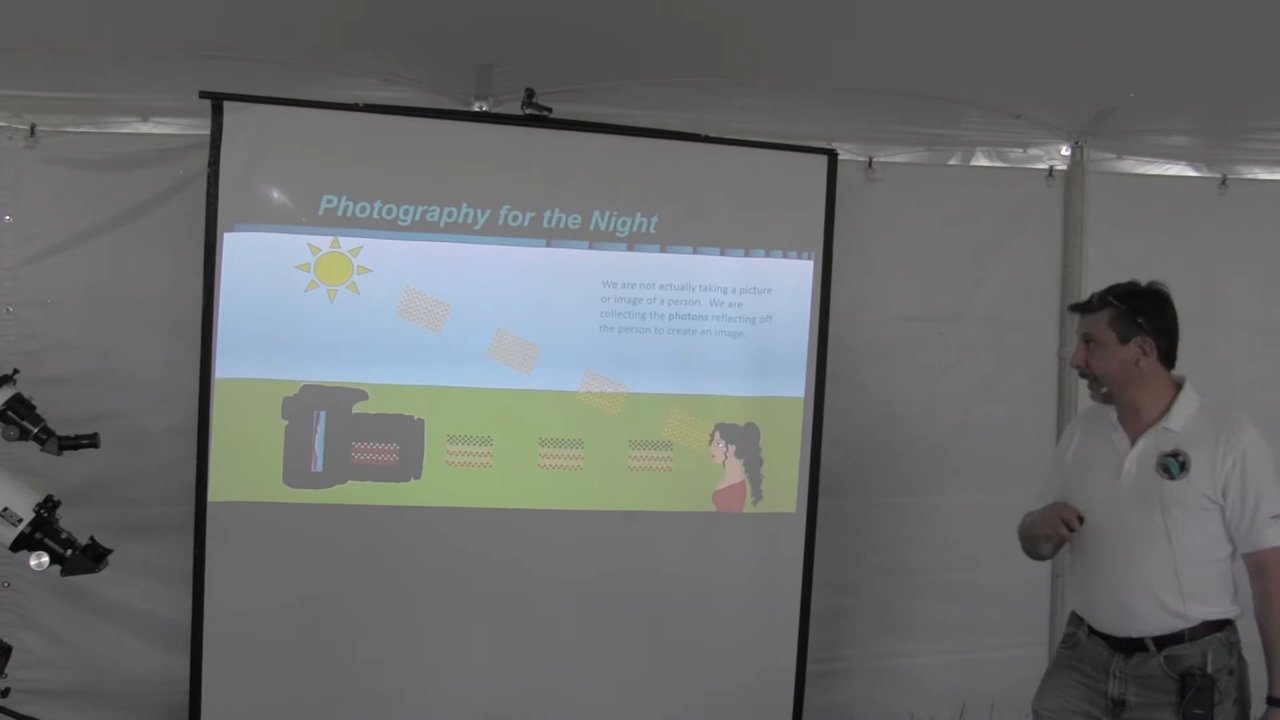 Photography for the Night
We are not actually taking a picture
or image of a person. We are
collecting the photons reflecting off
the person to create an image.